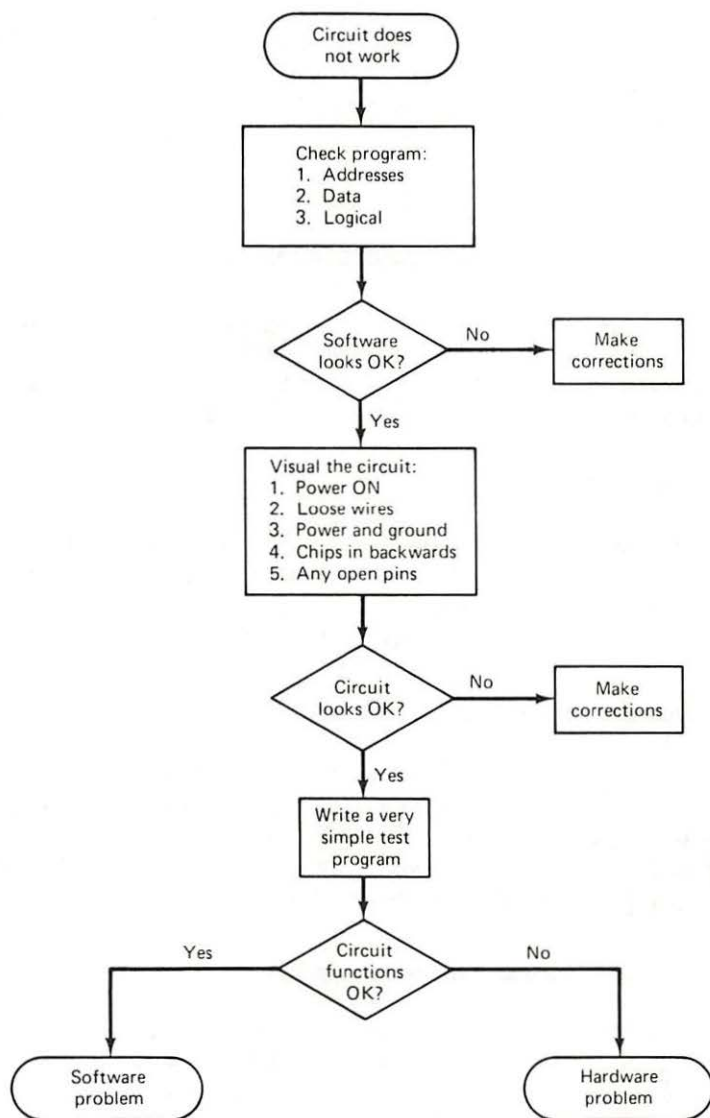 Circuit does
not work
Check program:
1. Addresses
2. Data
3. Logical
Software
looks OK?
No
Make
corrections
Yes
Visual the circuit:
1. Power ON
2. Loose wires
3. Power and ground
4. Chips in backwards
5. Any open pins
Circuit
looks OK?
No
Make
corrections
Yes
Write a very
simple test
program
Yes
Circuit
functions
OK?
No
Software
problem
Hardware
problem